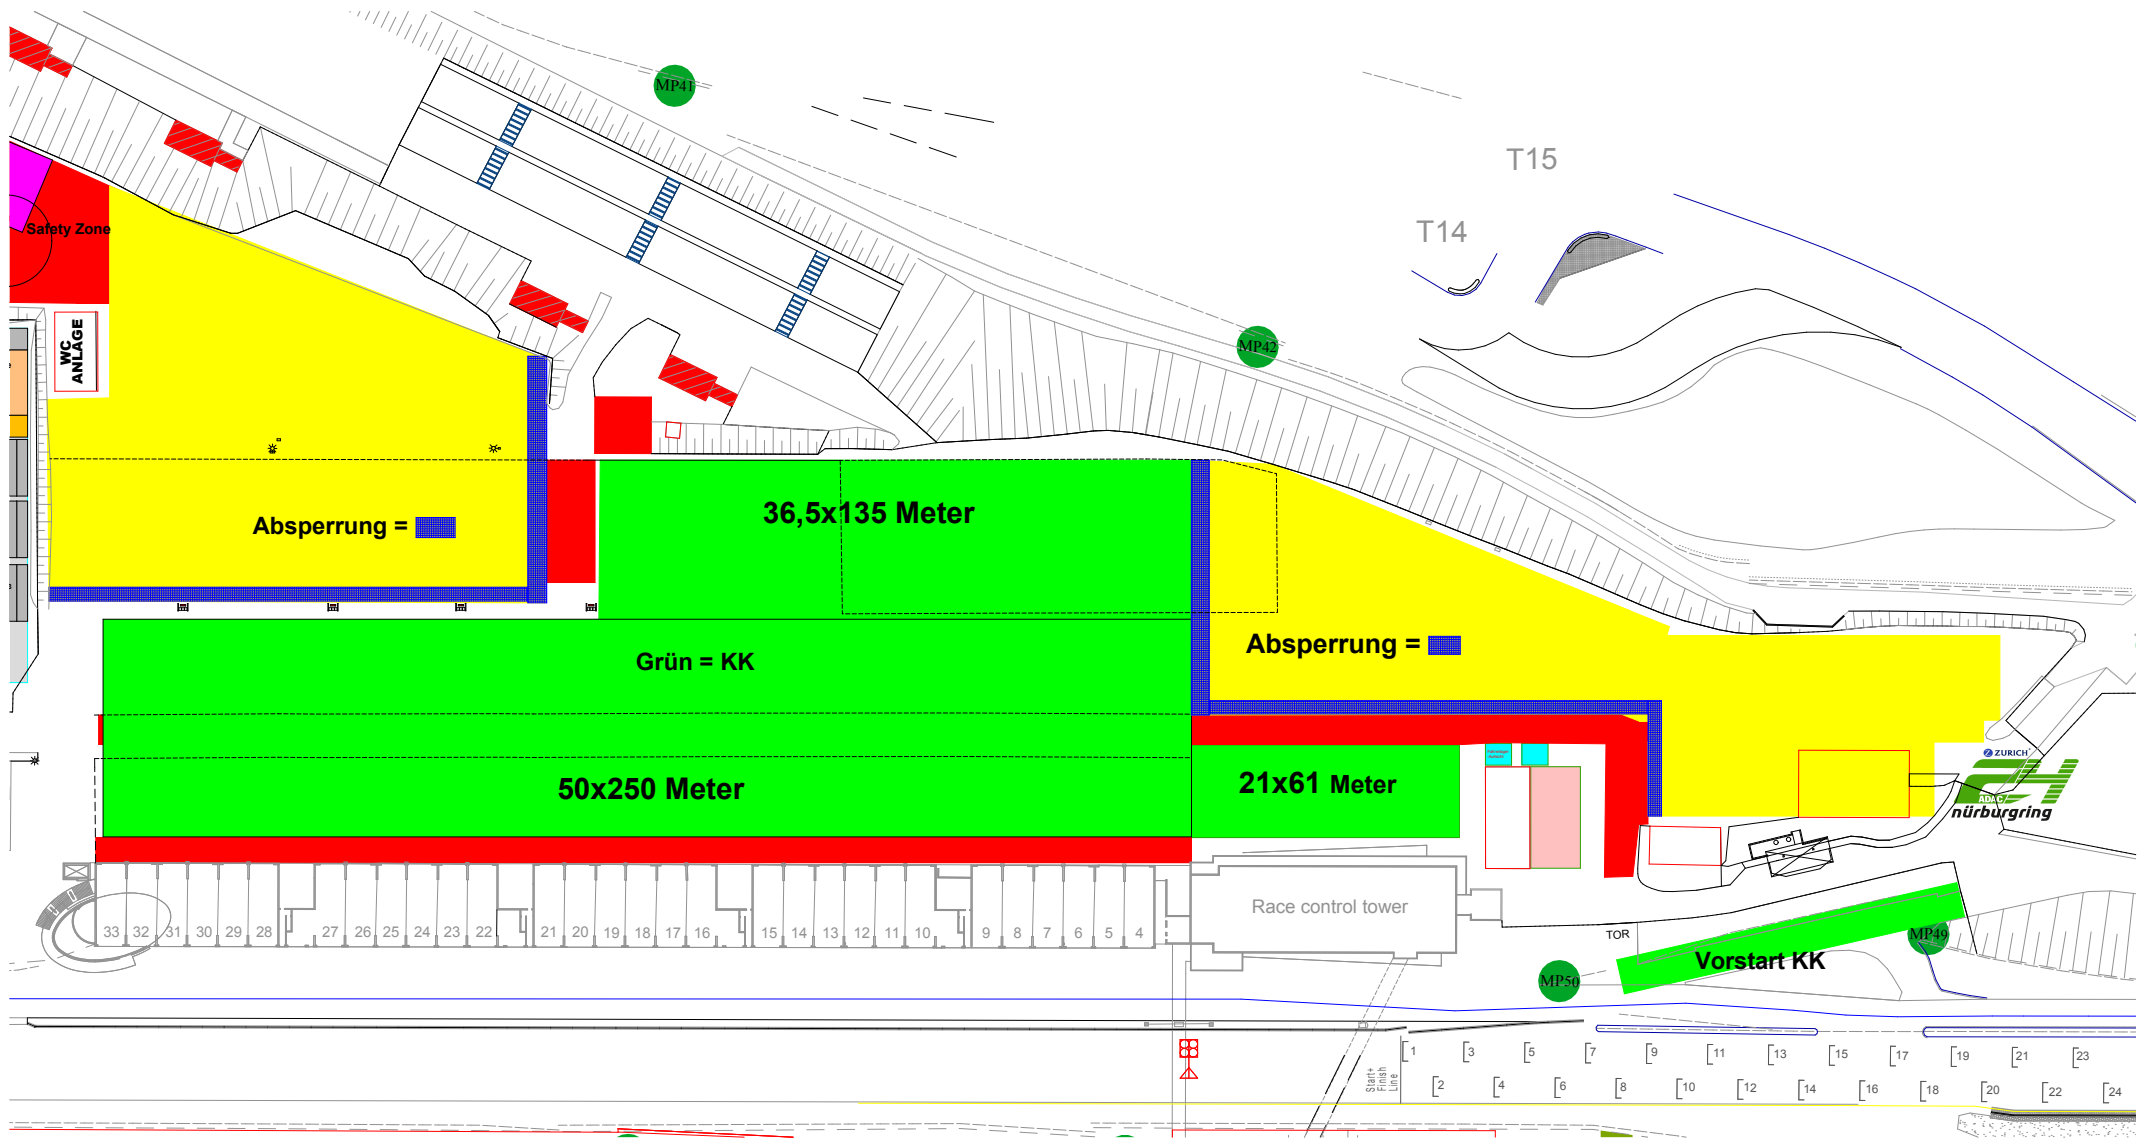 MP41
T15
T14
Safety Zone
WC
ANLAGE
MP42
36,5x135 Meter
Absperrung =
Absperrung =
Grün = KK
50x250 Meter
21x61 Meter
ZURICH
24H
ADAC
nürburgring
Race control tower
33 32 31 30 29 28 27 26 25 24 23 22 21 20 19 18 17 16 15 14 13 12 11 10 9 8 7 6 5 4
TOR
MP49
Vorstart KK
MP50
Start+
Finish
Line
1 3 5 7 9 11 13 15 17 19 21 23
2 4 6 8 10 12 14 16 18 20 22 24